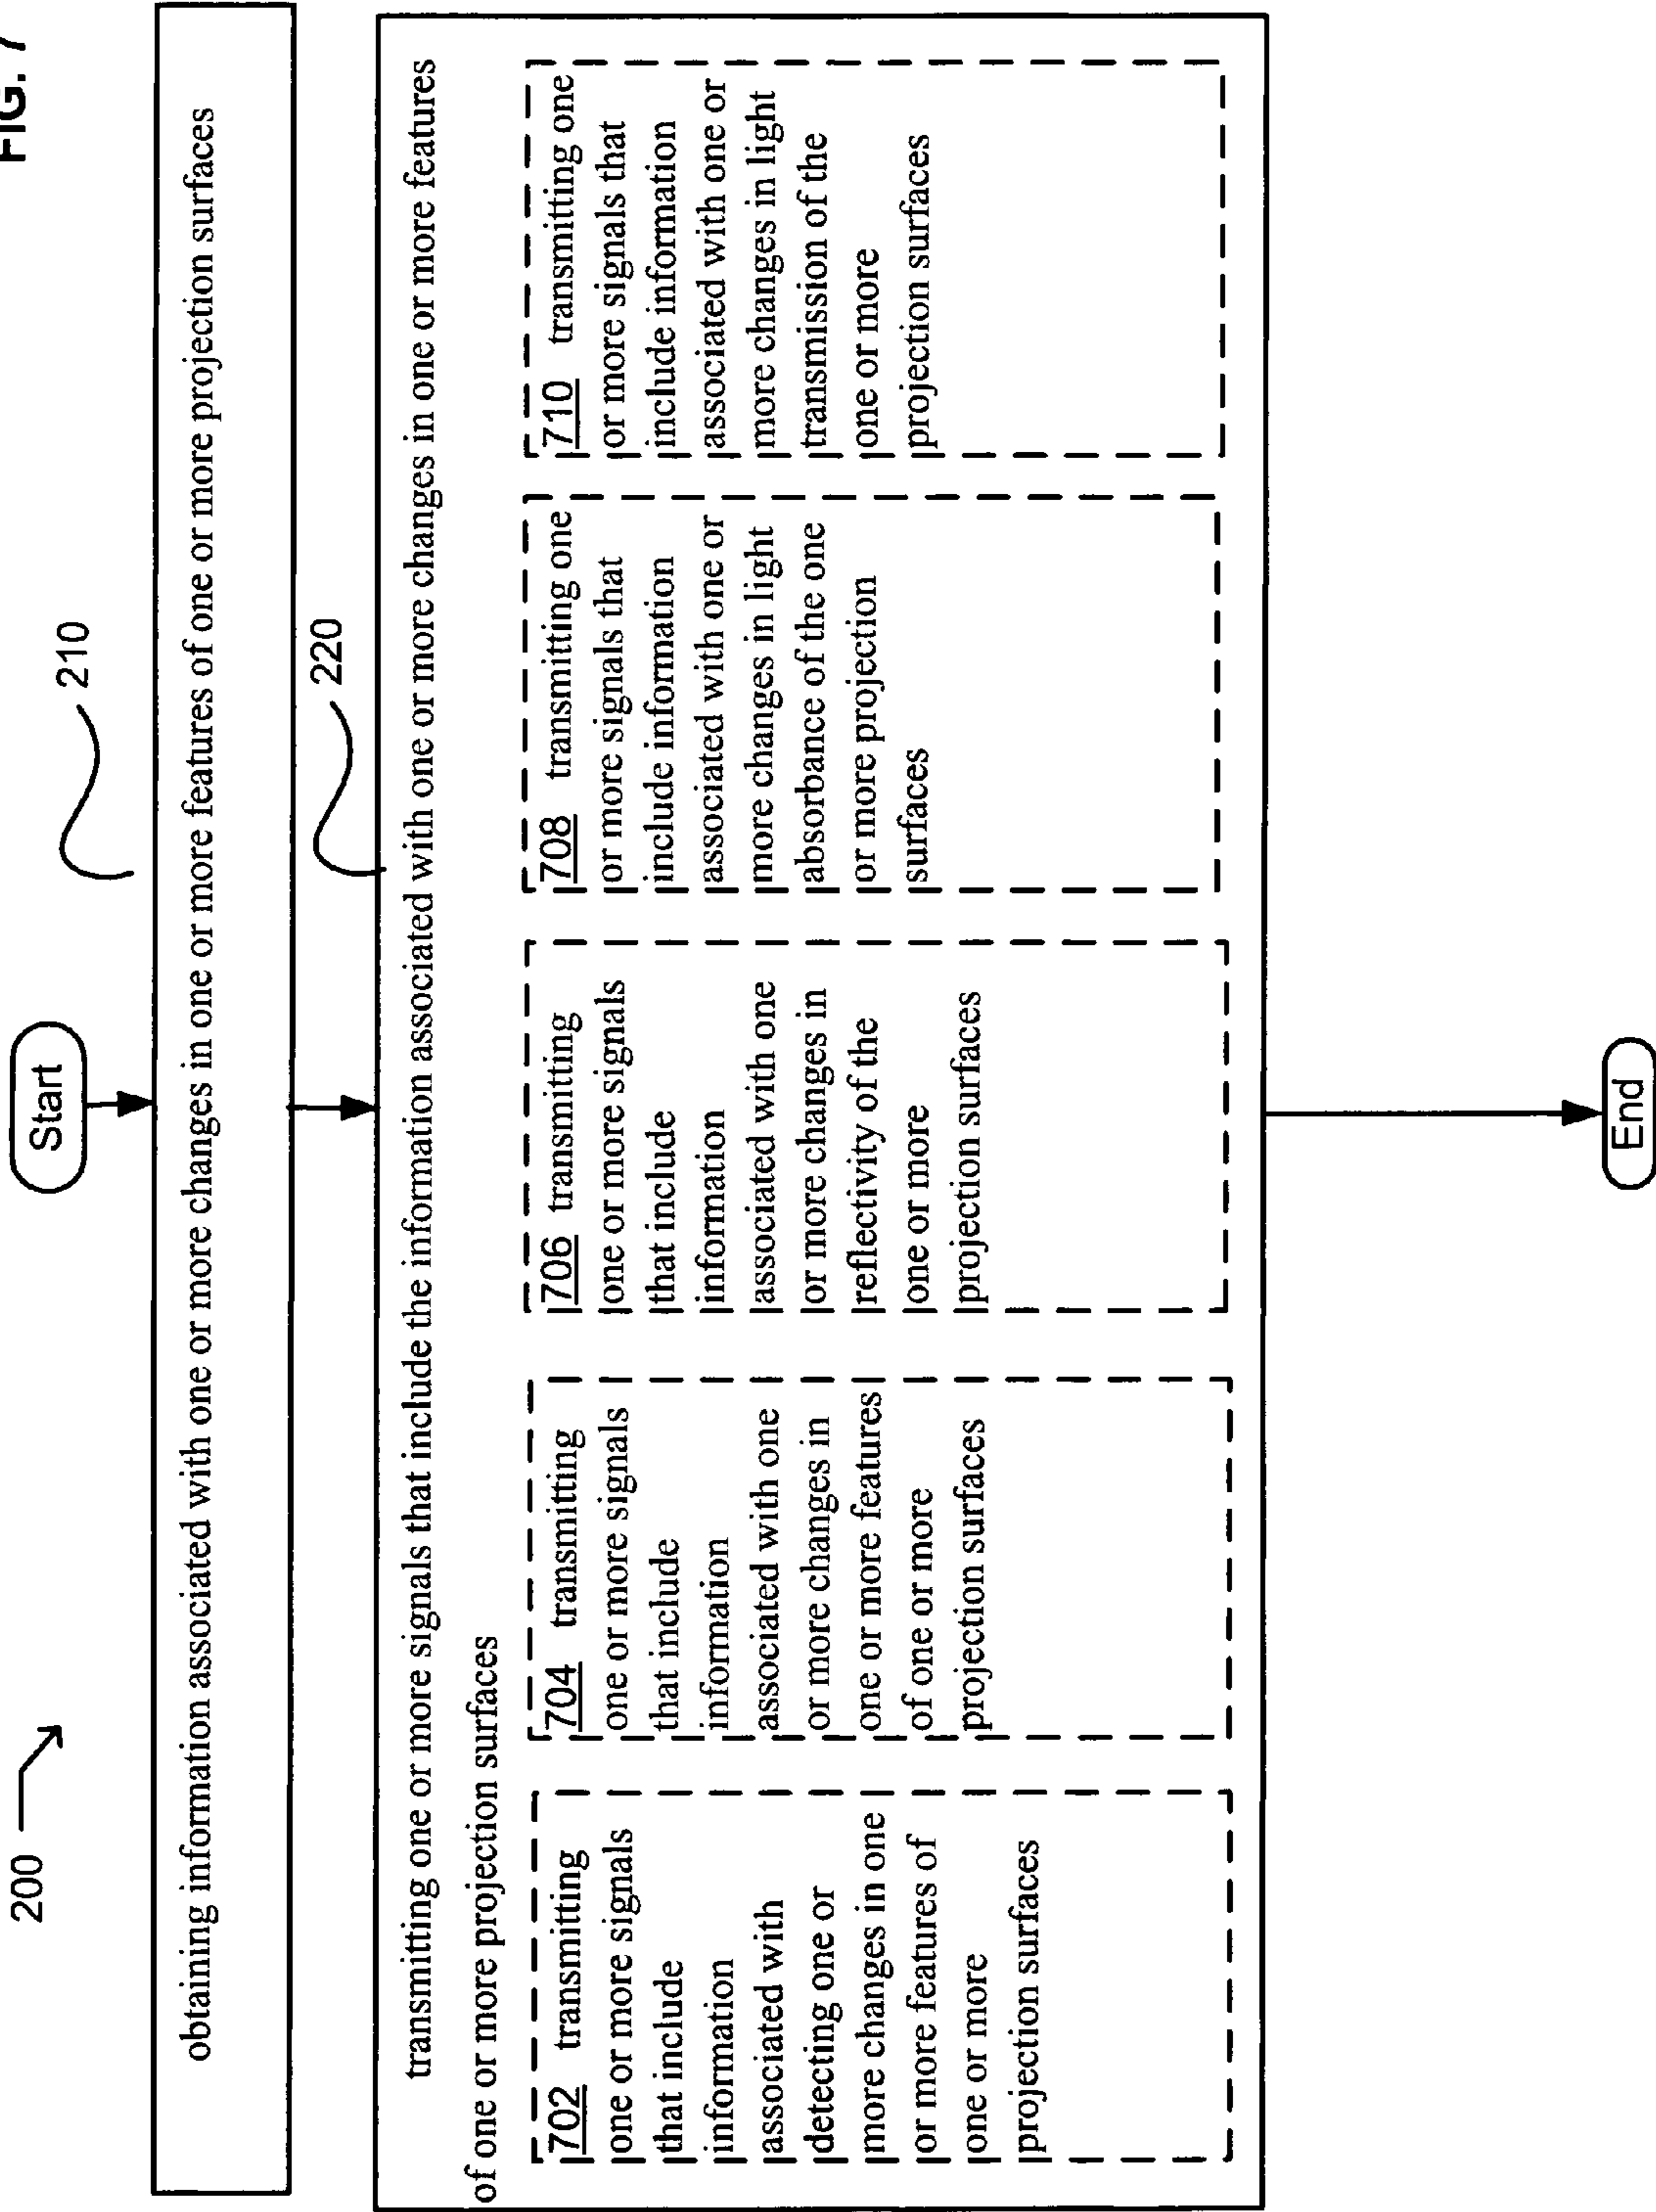 FIG. 7
200
Start
210
obtaining information associated with one or more changes in one or more features of one or more projection surfaces
220
transmitting one or more signals that include the information associated with one or more changes in one or more features
of one or more projection surfaces
702 transmitting
one or more signals
that include
information
associated with
detecting one or
more changes in one
or more features of
one or more
projection surfaces
704 transmitting
one or more signals
that include
information
associated with one
or more changes in
one or more features
of one or more
projection surfaces
706 transmitting
one or more signals
that include
information
associated with one
or more changes in
reflectivity of the
one or more
projection surfaces
708 transmitting one
or more signals that
include information
associated with one or
more changes in light
absorbance of the one
or more projection
surfaces
710 transmitting one
or more signals that
include information
associated with one or
more changes in light
transmission of the
one or more
projection surfaces
End